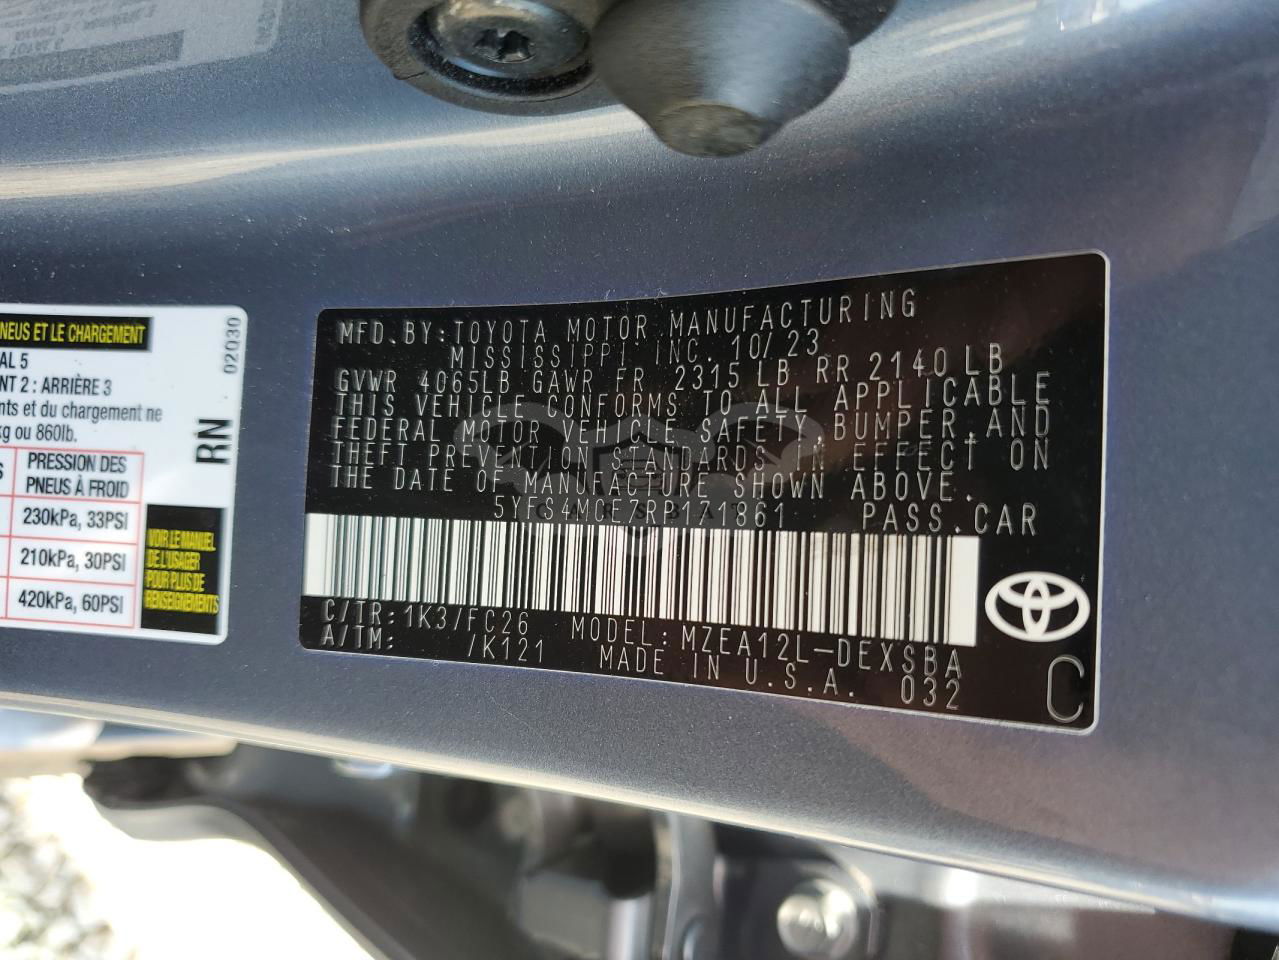 NEUS ET LE CHARGEMENT
02030
AL 5
NT 2 : ARRIÈRE 3
ents et du chargement ne
kg ou 860lb.
RN
PRESSION DES
PNEUS À FROID
230kPa, 33PSI
210kPa, 30PSI
420kPa, 60PSI
VOIR LE MANUEL
DE L'USAGER
POUR PLUS DE
RENSEIGNEMENTS
MFD. BY: TOYOTA MOTOR MANUFACTURING
MISSISSIPPI INC. 10/23
GVWR 4065LB GAWR FR 2315 LB RR 2140 LB
THIS VEHICLE CONFORMS TO ALL APPLICABLE
FEDERAL MOTOR VEHICLE SAFETY, BUMPER, AND
THEFT PREVENTION STANDARDS IN EFFECT ON
THE DATE OF MANUFACTURE SHOWN ABOVE.
5YFS4MCE7RP171861 PASS.CAR
C/TR: 1K3/FC26 MODEL: MZEA12L-DEXSBA
A/TM: /K121 MADE IN U.S.A. 032
C